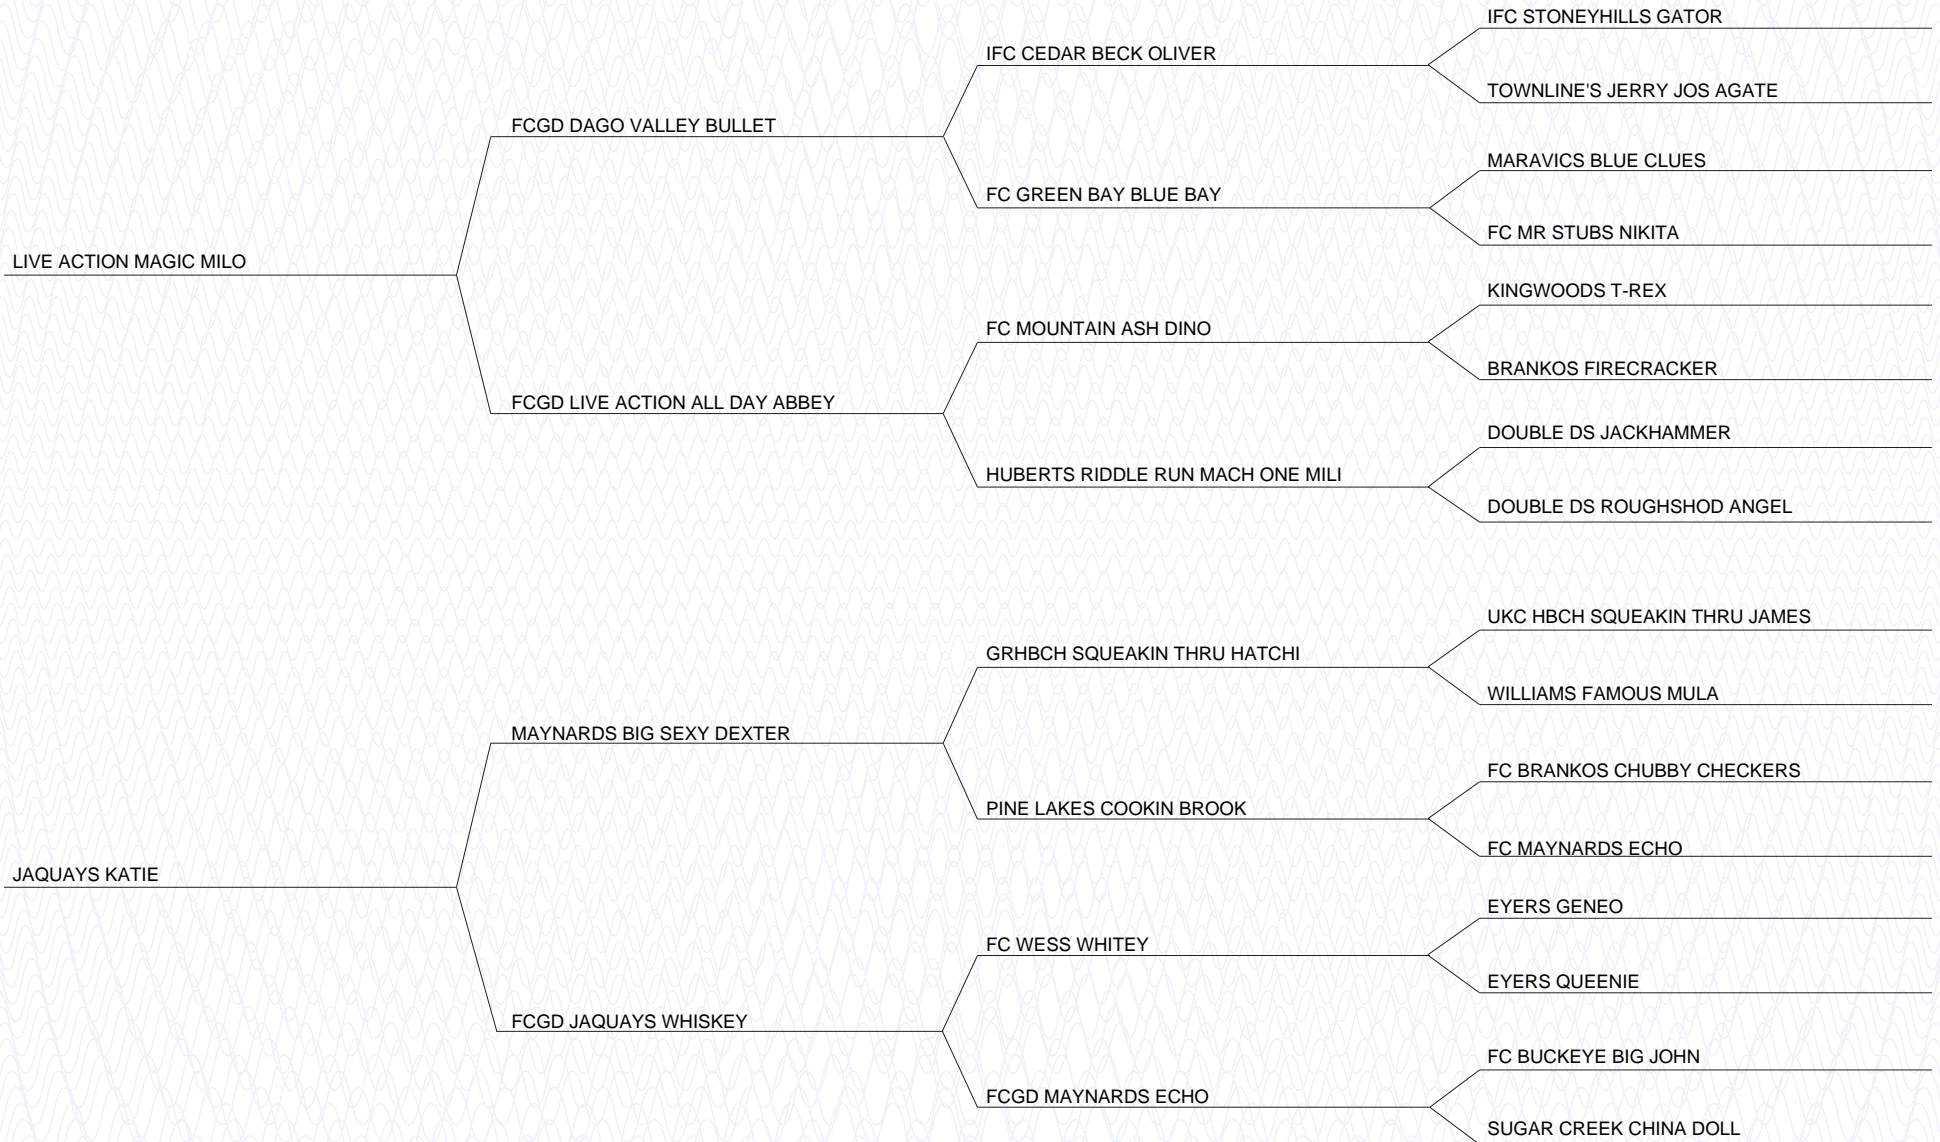 IFC STONEYHILLS GATOR
IFC CEDAR BECK OLIVER
TOWNLINE'S JERRY JOS AGATE
FCGD DAGO VALLEY BULLET
MARAVICS BLUE CLUES
FC GREEN BAY BLUE BAY
FC MR STUBS NIKITA
LIVE ACTION MAGIC MILO
KINGWOODS T-REX
FC MOUNTAIN ASH DINO
BRANKOS FIRECRACKER
FCGD LIVE ACTION ALL DAY ABBEY
DOUBLE DS JACKHAMMER
HUBERTS RIDDLE RUN MACH ONE MILI
DOUBLE DS ROUGHSHOD ANGEL
UKC HBCH SQUEAKIN THRU JAMES
GRHBCH SQUEAKIN THRU HATCHI
WILLIAMS FAMOUS MULA
MAYNARDS BIG SEXY DEXTER
FC BRANKOS CHUBBY CHECKERS
PINE LAKES COOKIN BROOK
FC MAYNARDS ECHO
JAQUAYS KATIE
EYERS GENEO
FC WESS WHITEY
EYERS QUEENIE
FCGD JAQUAYS WHISKEY
FC BUCKEYE BIG JOHN
FCGD MAYNARDS ECHO
SUGAR CREEK CHINA DOLL